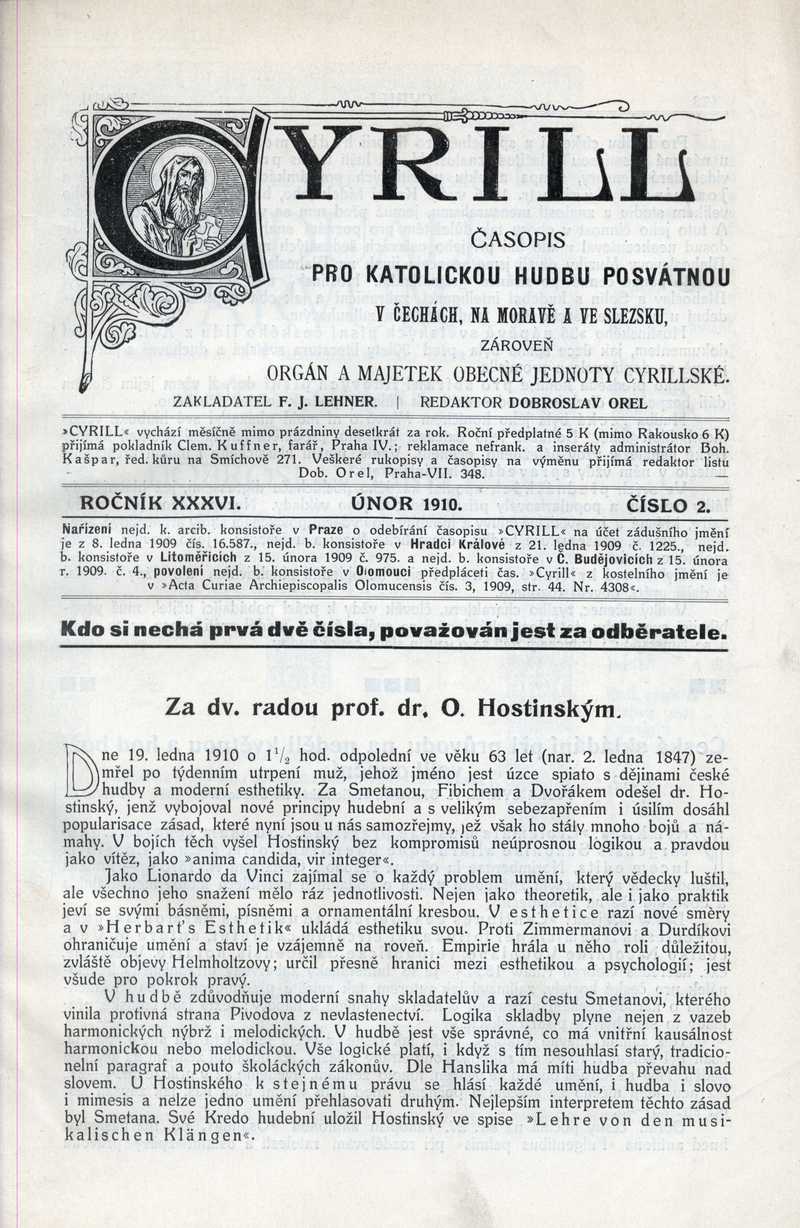 CYRILL
ČASOPIS
PRO KATOLICKOU HUDBU POSVÁTNOU
V ČECHÁCH, NA MORAVĚ A VE SLEZSKU,
ZÁROVEŇ
ORGÁN A MAJETEK OBECNÉ JEDNOTY CYRILLSKÉ.
ZAKLADATEL F. J. LEHNER. | REDAKTOR DOBROSLAV OREL
»CYRILL« vychází měsíčně mimo prázdniny desetkrát za rok. Roční předplatné 5 K (mimo Rakousko 6 K)
přijímá pokladník Clem. Kuffner, farář, Praha IV.; reklamace nefrank. a inseráty administrátor Boh.
Kašpar, řed. kůru na Smíchově 271. Veškeré rukopisy a časopisy na výměnu přijímá redaktor listu
Dob. Orel, Praha-VII. 348.
ROČNÍK XXXVI. ÚNOR 1910. ČÍSLO 2.
Nařízení nejd. k. arcib. konsistoře v Praze o odebírání časopisu »CYRILL« na účet zádušního jmění
je z 8. ledna 1909 čís. 16.587., nejd. b. konsistoře v Hradci Králové z 21. ledna 1909 č. 1225., nejd.
b. konsistoře v Litoměřicích z 15. února 1909 č. 975. a nejd. b. konsistoře v Č. Budějovicích z 15. února
r. 1909. č. 4., povolení nejd. b. konsistoře v Olomouci předpláceti čas. »Cyrill« z kostelního jmění je
v »Acta Curiae Archiepiscopalis Olomucensis čís. 3, 1909, str. 44. Nr. 4308«.
Kdo si nechá prvá dvě čísla, považován jest za odběratele.
Za dv. radou prof. dr. O. Hostinským.
Dne 19. ledna 1910 o 1 1/2 hod. odpolední ve věku 63 let (nar. 2. ledna 1847) ze-
mřel po týdenním utrpení muž, jehož jméno jest úzce spiato s dějinami české
hudby a moderní esthetiky. Za Smetanou, Fibichem a Dvořákem odešel dr. Ho-
stinský, jenž vybojoval nové principy hudební a s velikým sebezapřením i úsilím dosáhl
popularisace zásad, které nyní jsou u nás samozřejmy, jež však ho stály mnoho bojů a ná-
mahy. V bojích těch vyšel Hostinský bez kompromisů neúprosnou logikou a pravdou
jako vítěz, jako »anima candida, vir integer«.
Jako Lionardo da Vinci zajímal se o každý problem umění, který vědecky luštil,
ale všechno jeho snažení mělo ráz jednotlivosti. Nejen jako theoretik, ale i jako praktik
jeví se svými básněmi, písněmi a ornamentální kresbou. V esthetice razí nové směry
a v »Herbart's Esthetik« ukládá esthetiku svou. Proti Zimmermanovi a Durdíkovi
ohraničuje umění a staví je vzájemně na roveň. Empirie hrála u něho roli důležitou,
zvláště objevy Helmholtzovy; určil přesně hranici mezi esthetikou a psychologií; jest
všude pro pokrok pravý.
V hudbě zdůvodňuje moderní snahy skladatelův a razí cestu Smetanovi, kterého
vinila protivná strana Pivodova z nevlastenectví. Logika skladby plyne nejen z vazeb
harmonických nýbrž i melodických. V hudbě jest vše správné, co má vnitřní kausálnost
harmonickou nebo melodickou. Vše logické platí, i když s tím nesouhlasí starý, tradicio-
nelní paragraf a pouto školáckých zákonův. Dle Hanslika má míti hudba převahu nad
slovem. U Hostinského k stejnému právu se hlásí každé umění, i hudba i slovo
i mimesis a nelze jedno umění přehlasovati druhým. Nejlepším interpretem těchto zásad
byl Smetana. Své Kredo hudební uložil Hostinský ve spise »Lehre von den musi-
kalischen Klängen«.